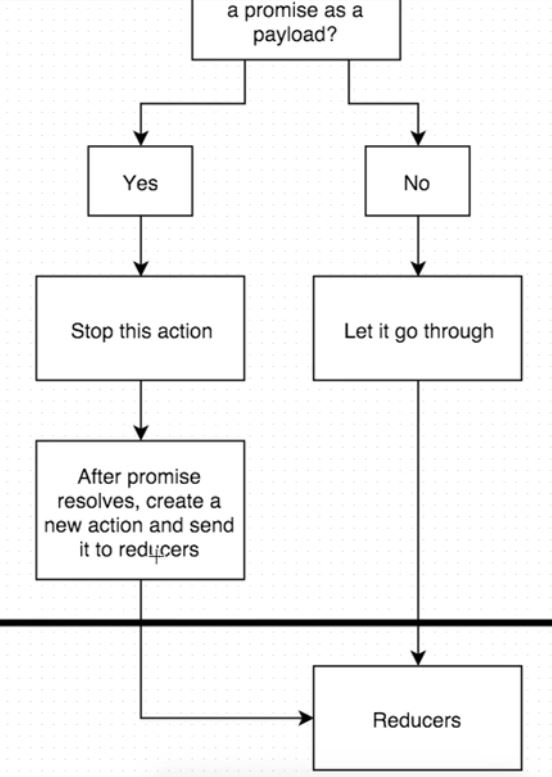 a promise as a
payload?
Yes
No
Stop this action
Let it go through
After promise
resolves, create a
new action and send
it to reducers
Reducers